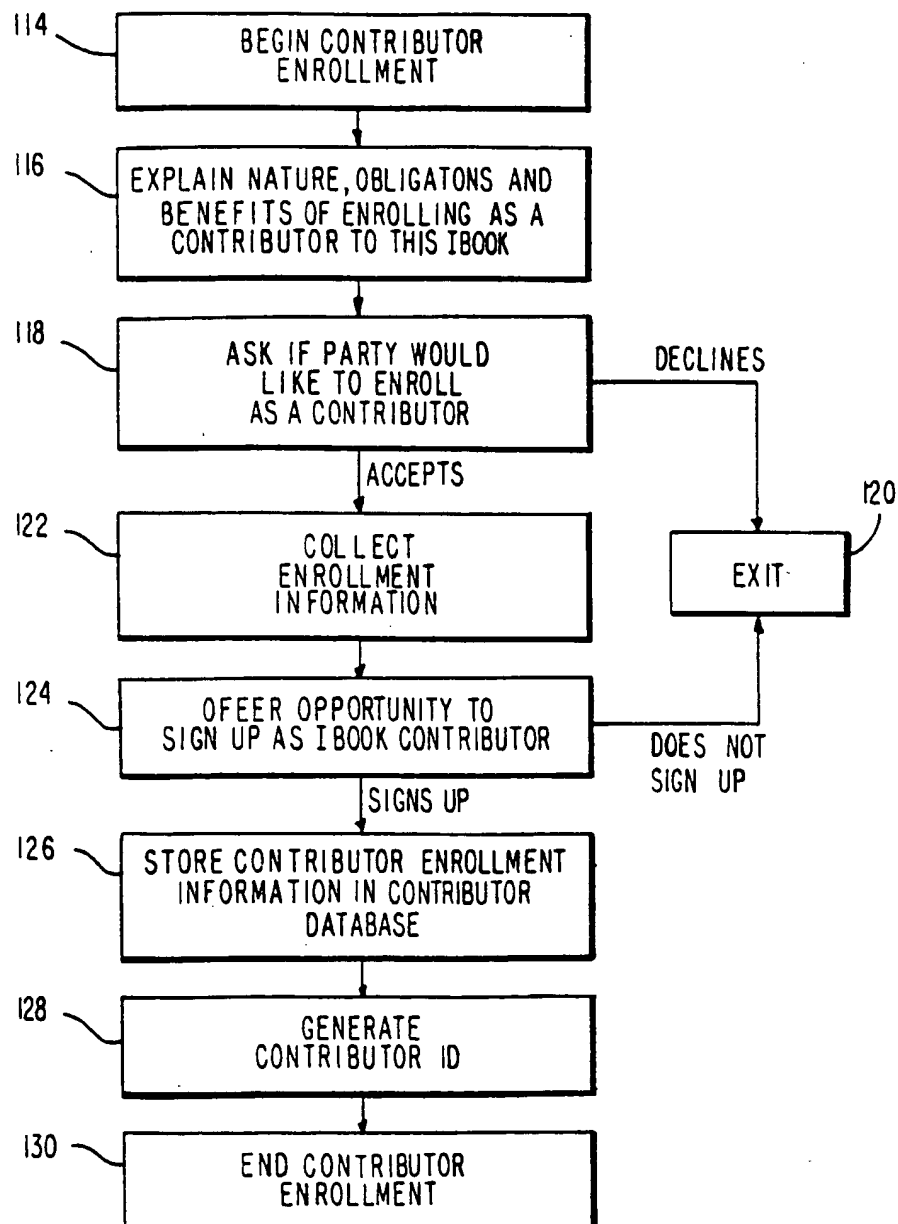 114
BEGIN CONTRIBUTOR
ENROLLMENT
116
EXPLAIN NATURE, OBLIGATONS AND
BENEFITS OF ENROLLING AS A
CONTRIBUTOR TO THIS IBOOK
118
ASK IF PARTY WOULD
LIKE TO ENROLL
AS A CONTRIBUTOR
DECLINES
ACCEPTS
120
EXIT
122
COLLECT
ENROLLMENT
INFORMATION
124
OFEER OPPORTUNITY TO
SIGN UP AS IBOOK CONTRIBUTOR
DOES NOT
SIGN UP
SIGNS UP
126
STORE CONTRIBUTOR ENROLLMENT
INFORMATION IN CONTRIBUTOR
DATABASE
128
GENERATE
CONTRIBUTOR ID
130
END CONTRIBUTOR
ENROLLMENT